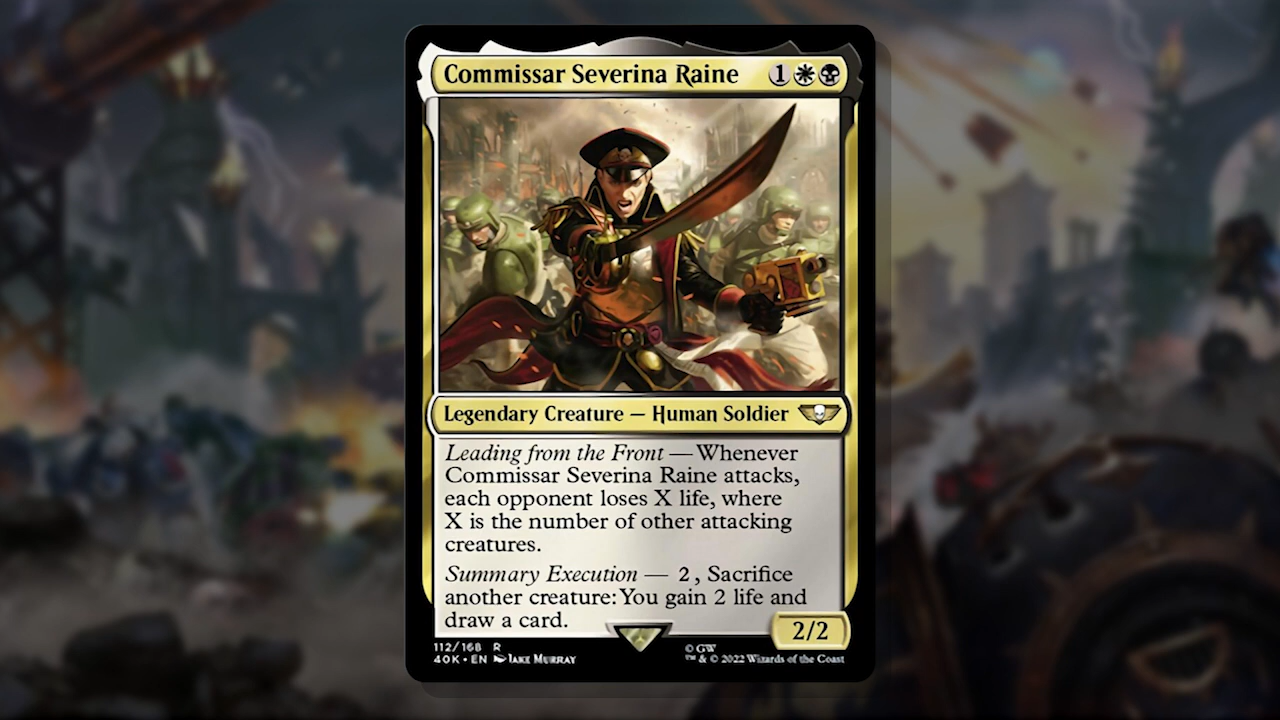 Commissar Severina Raine 1
Legendary Creature — Human Soldier
Leading from the Front — Whenever
Commissar Severina Raine attacks,
each opponent loses X life, where
X is the number of other attacking
creatures.
Summary Execution — 2 , Sacrifice
another creature: You gain 2 life and
draw a card.
2/2
112/168 R
40K • EN JAKE MURRAY
© GW
™ & © 2022 Wizards of the Coast